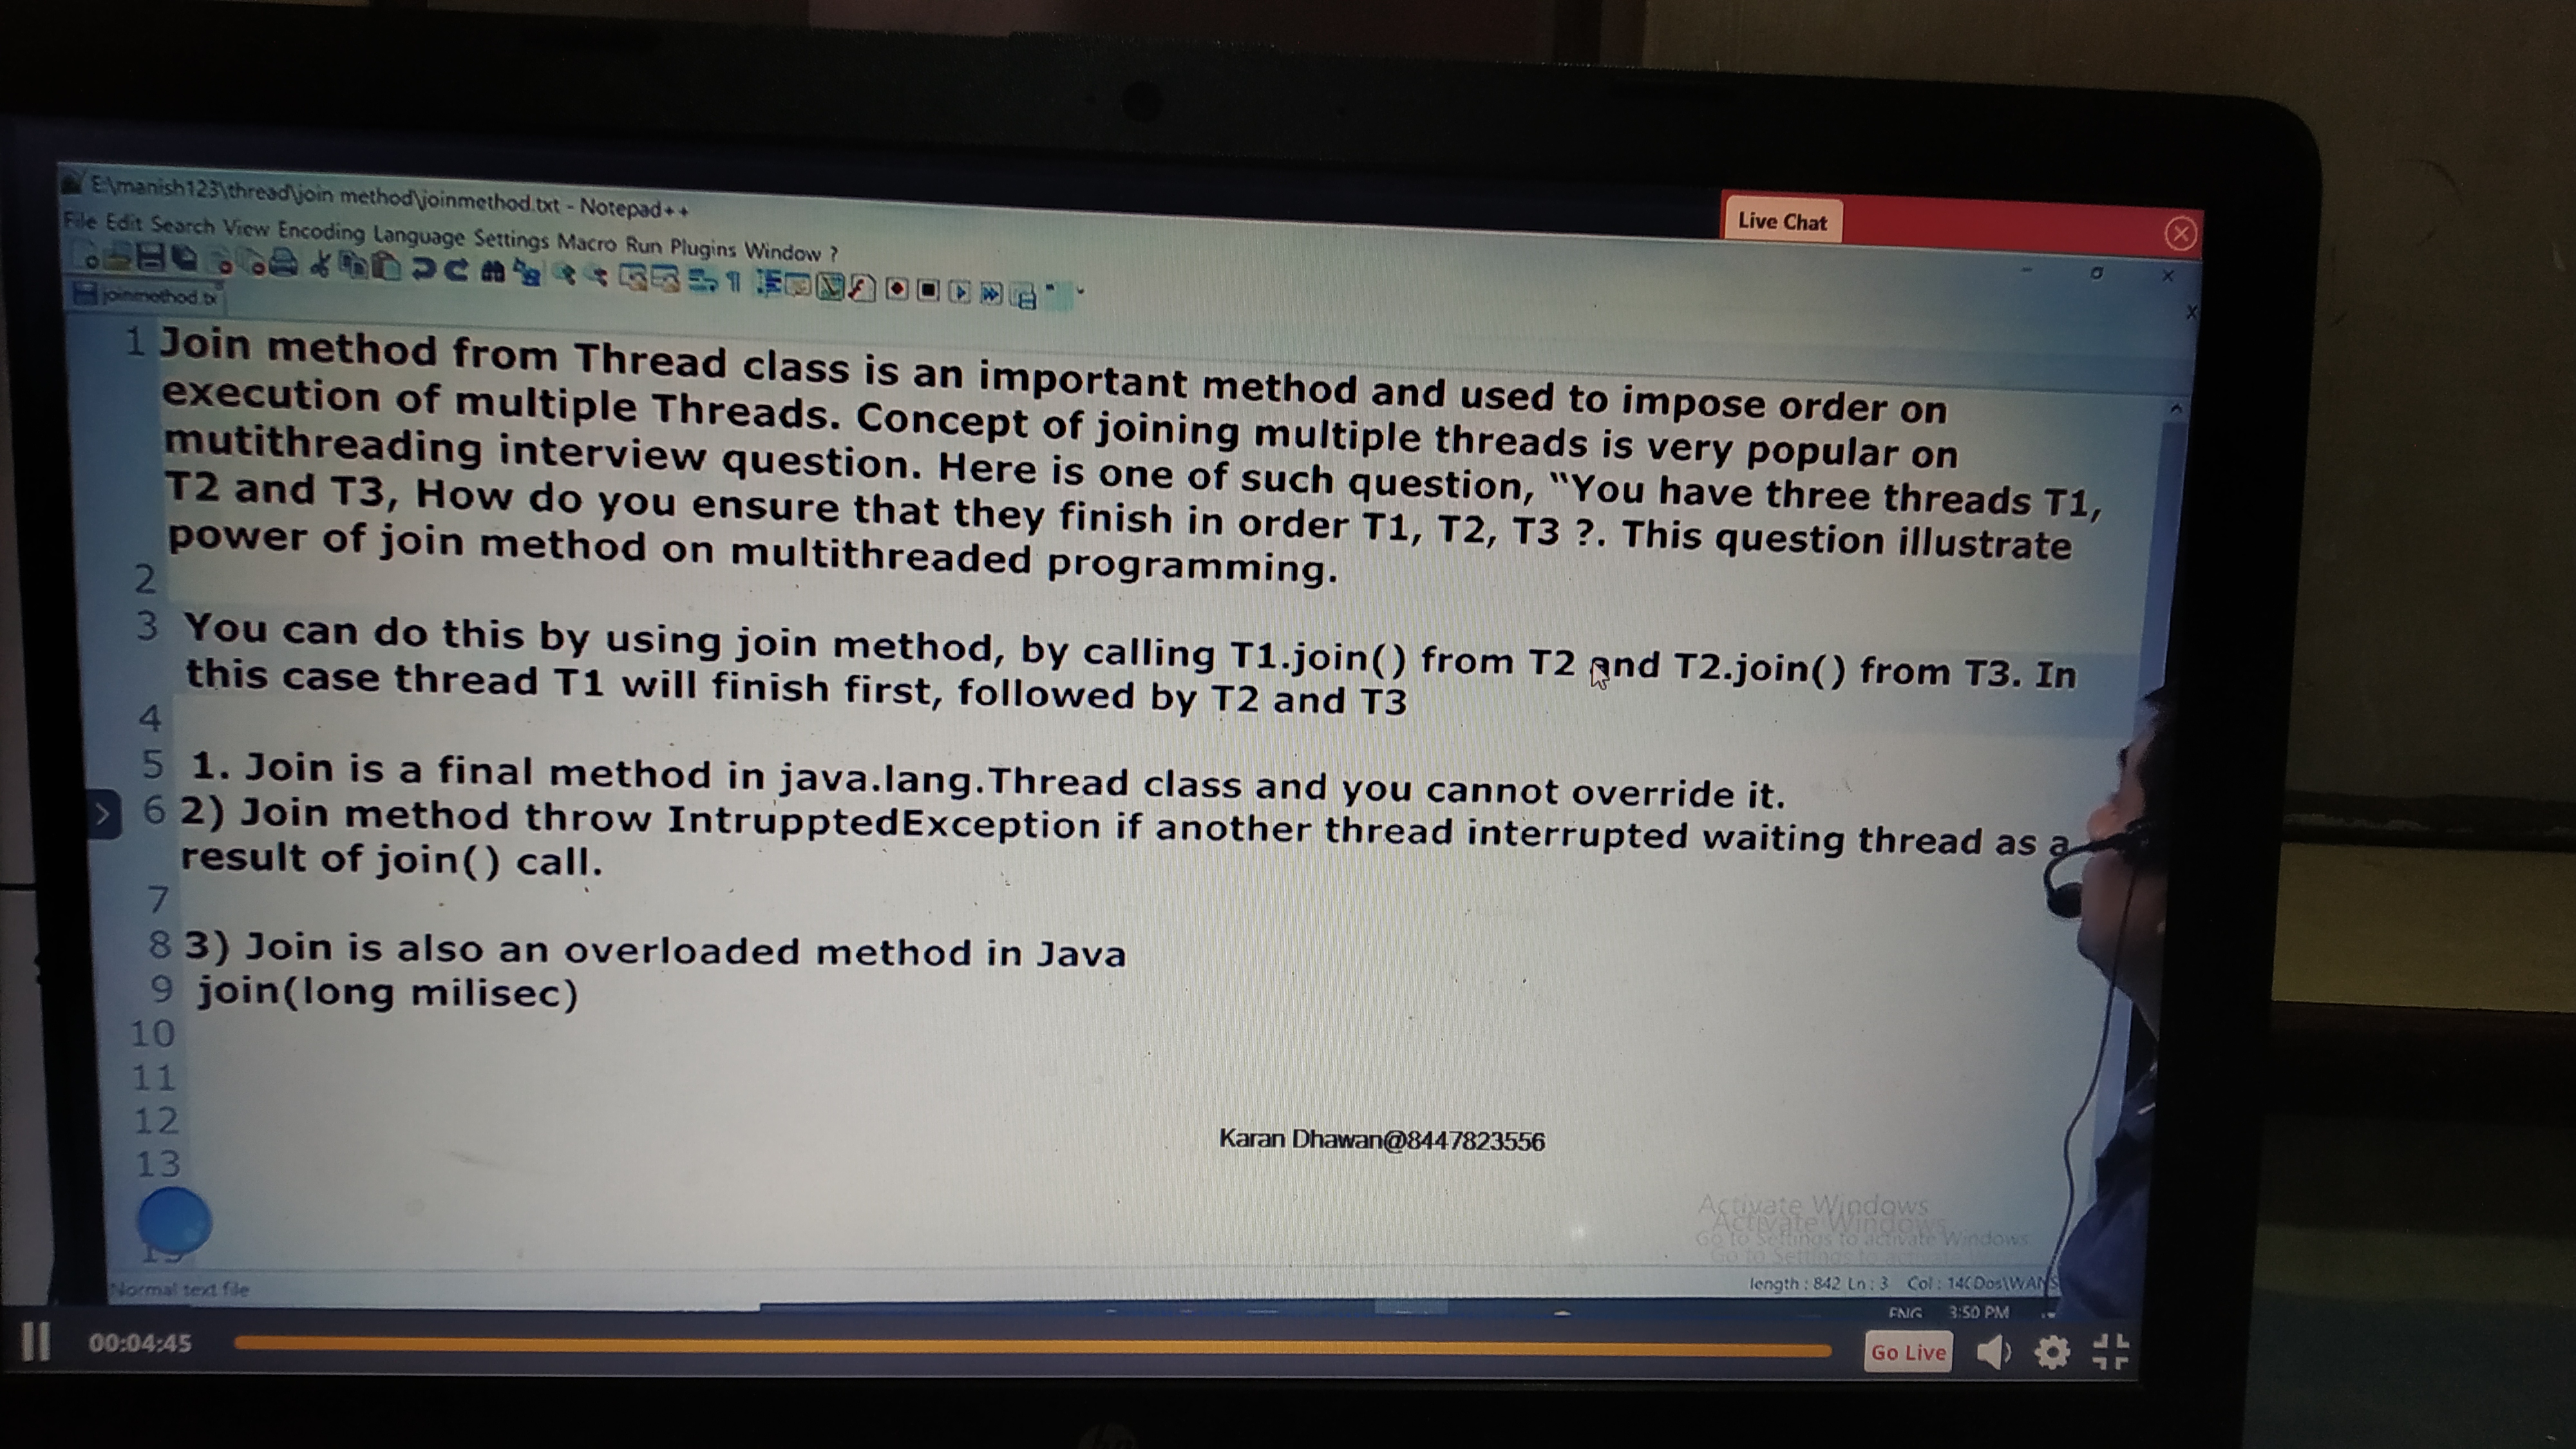 E:\manish123\thread\join method\joinmethod.txt - Notepad++
Live Chat
File Edit Search View Encoding Language Settings Macro Run Plugins Window ?
joinmethod.tx
1 Join method from Thread class is an important method and used to impose order on
execution of multiple Threads. Concept of joining multiple threads is very popular on
mutithreading interview question. Here is one of such question, "You have three threads T1,
T2 and T3, How do you ensure that they finish in order T1, T2, T3 ?. This question illustrate
power of join method on multithreaded programming.
2
3 You can do this by using join method, by calling T1.join() from T2 and T2.join() from T3. In
this case thread T1 will finish first, followed by T2 and T3
4
5 1. Join is a final method in java.lang.Thread class and you cannot override it.
6 2) Join method throw IntrupptedException if another thread interrupted waiting thread as a
result of join() call.
7
8 3) Join is also an overloaded method in Java
9 join(long milisec)
10
11
12
13
Karan Dhawan@8447823556
Activate Windows
Activate Windows
Go to Settings to activate Windows.
Go to Settings to
15
Normal text file
length : 842 Ln : 3 Col : 14(Dos\WANS
ENG 3:50 PM
00:04:45
Go Live
hp